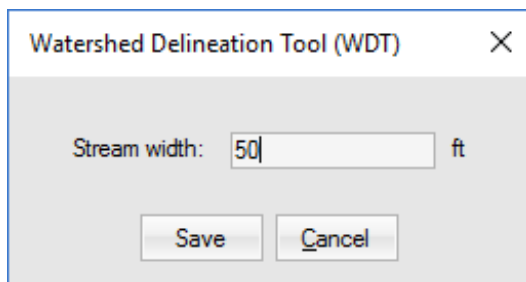 Watershed Delineation Tool (WDT)
Stream width: 50 ft
Save Cancel